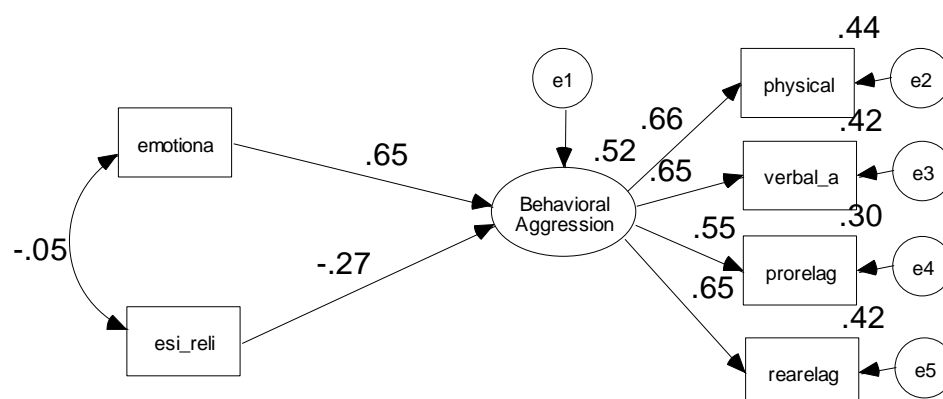 .44
e1
physical
e2
.66
.42
emotiona
.65
.52
.65
verbal_a
e3
Behavioral
Aggression
.30
-.05
.55
prorelag
e4
-.27
.65
.42
esi_reli
rearelag
e5